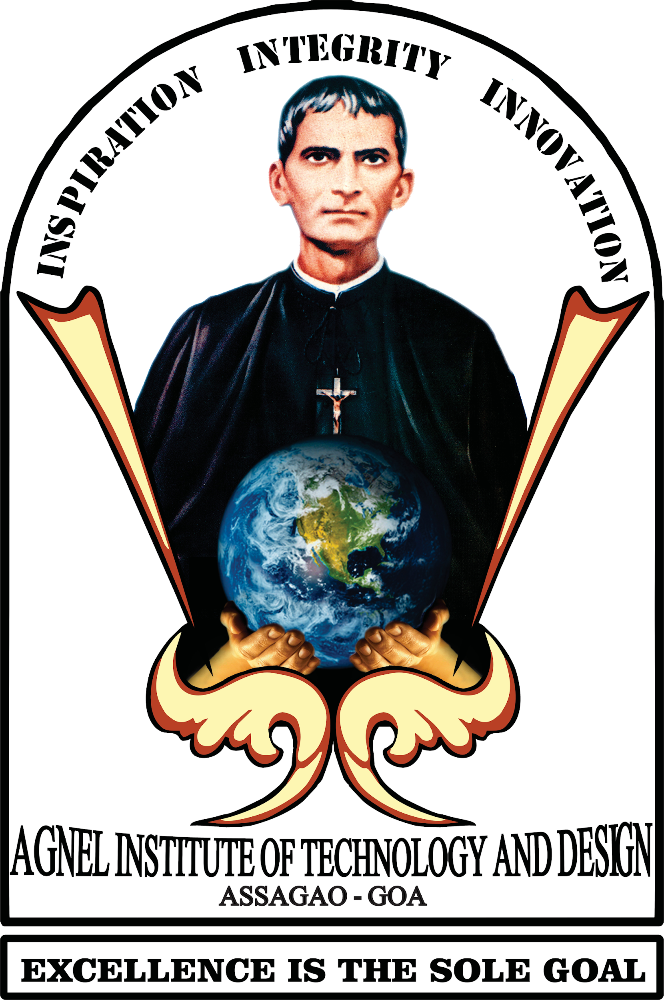 INSPIRATION INTEGRITY INNOVATION
AGNEL INSTITUTE OF TECHNOLOGY AND DESIGN
ASSAGAO - GOA
EXCELLENCE IS THE SOLE GOAL